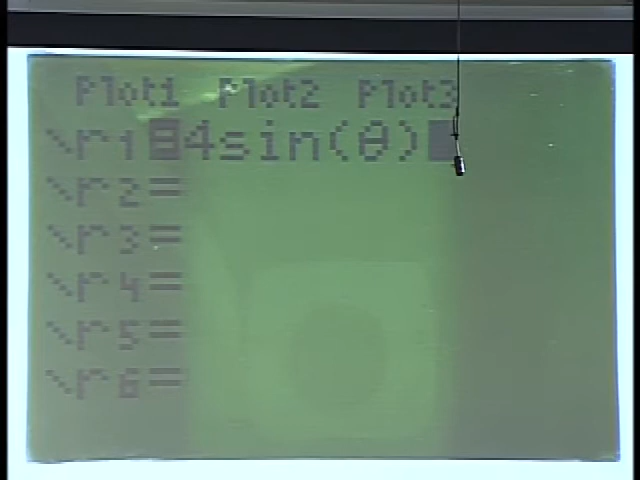 Plot1 Plot2 Plot3
\r1=4sin(θ)
\r2=
\r3=
\r4=
\r5=
\r6=